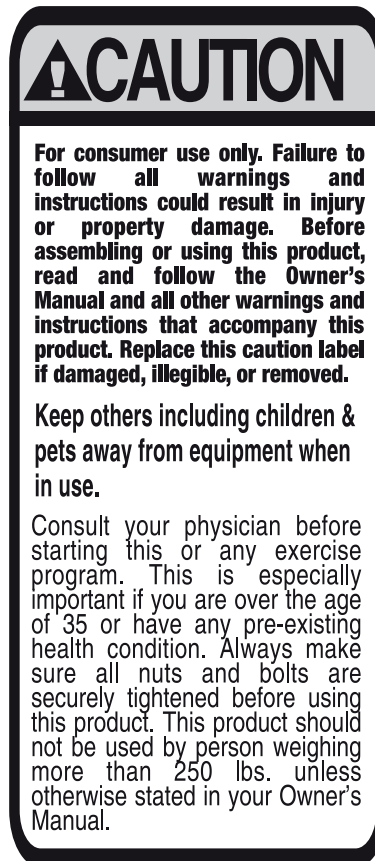 CAUTION
For consumer use only. Failure to
follow all warnings and
instructions could result in injury
or property damage. Before
assembling or using this product,
read and follow the Owner's
Manual and all other warnings and
instructions that accompany this
product. Replace this caution label
if damaged, illegible, or removed.
Keep others including children &
pets away from equipment when
in use.
Consult your physician before
starting this or any exercise
program. This is especially
important if you are over the age
of 35 or have any pre-existing
health condition. Always make
sure all nuts and bolts are
securely tightened before using
this product. This product should
not be used by person weighing
more than 250 lbs. unless
otherwise stated in your Owner's
Manual.